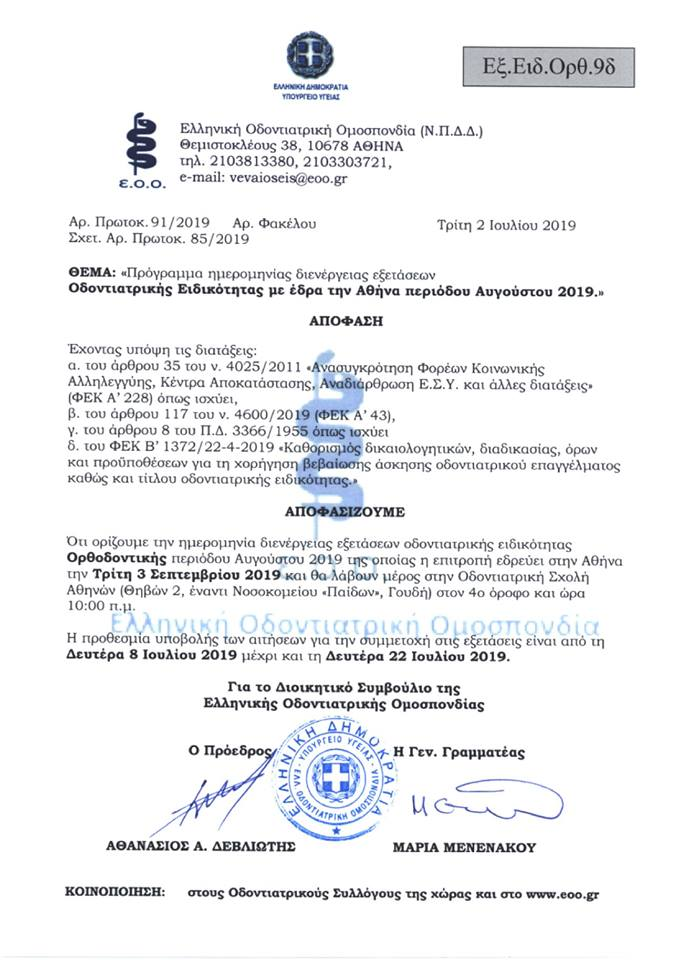 Εξ.Ειδ.Ορθ.9δ
ΕΛΛΗΝΙΚΗ ΔΗΜΟΚΡΑΤΙΑ
ΥΠΟΥΡΓΕΙΟ ΥΓΕΙΑΣ
Ελληνική Οδοντιατρική Ομοσπονδία (Ν.Π.Δ.Δ.)
Θεμιστοκλέους 38, 10678 ΑΘΗΝΑ
τηλ. 2103813380, 2103303721,
e-mail: vevaioseis@eoo.gr
Ε.Ο.Ο.
Αρ. Πρωτοκ. 91/2019 Αρ. Φακέλου Τρίτη 2 Ιουλίου 2019
Σχετ. Αρ. Πρωτοκ. 85/2019
ΘΕΜΑ: «Πρόγραμμα ημερομηνίας διενέργειας εξετάσεων
Οδοντιατρικής Ειδικότητας με έδρα την Αθήνα περιόδου Αυγούστου 2019.»
ΑΠΟΦΑΣΗ
Έχοντας υπόψη τις διατάξεις:
α. του άρθρου 35 του ν. 4025/2011 «Ανασυγκρότηση Φορέων Κοινωνικής
Αλληλεγγύης, Κέντρα Αποκατάστασης, Αναδιάρθρωση Ε.Σ.Υ. και άλλες διατάξεις»
(ΦΕΚ Α’ 228) όπως ισχύει,
β. του άρθρου 117 του ν. 4600/2019 (ΦΕΚ Α’ 43),
γ. του άρθρου 8 του Π.Δ. 3366/1955 όπως ισχύει
δ. του ΦΕΚ Β’ 1372/22-4-2019 «Καθορισμός δικαιολογητικών, διαδικασίας, όρων
και προϋποθέσεων για τη χορήγηση βεβαίωσης άσκησης οδοντιατρικού επαγγέλματος
καθώς και τίτλου οδοντιατρικής ειδικότητας.»
ΑΠΟΦΑΣΙΖΟΥΜΕ
Ότι ορίζουμε την ημερομηνία διενέργειας εξετάσεων οδοντιατρικής ειδικότητας
Ορθοδοντικής περιόδου Αυγούστου 2019 της οποίας η επιτροπή εδρεύει στην Αθήνα
την Τρίτη 3 Σεπτεμβρίου 2019 και θα λάβουν μέρος στην Οδοντιατρική Σχολή
Αθηνών (Θηβών 2, έναντι Νοσοκομείου «Παίδων», Γουδή) στον 4ο όροφο και ώρα
10:00 π.μ.
Ε.Ο.Ο.
Ελληνική Οδοντιατρική Ομοσπονδία
Η προθεσμία υποβολής των αιτήσεων για την συμμετοχή στις εξετάσεις είναι από τη
Δευτέρα 8 Ιουλίου 2019 μέχρι και τη Δευτέρα 22 Ιουλίου 2019.
Για το Διοικητικό Συμβούλιο της
Ελληνικής Οδοντιατρικής Ομοσπονδίας
Ο Πρόεδρος Η Γεν. Γραμματέας
ΕΛΛΗΝΙΚΗ ΔΗΜΟΚΡΑΤΙΑ
ΥΠΟΥΡΓΕΙΟ ΥΓΕΙΑΣ - ΕΛΛ. ΟΔΟΝΤΙΑΤΡΙΚΗ ΟΜΟΣΠΟΝΔΙΑ
ΑΘΑΝΑΣΙΟΣ Α. ΔΕΒΛΙΩΤΗΣ ΜΑΡΙΑ ΜΕΝΕΝΑΚΟΥ
ΚΟΙΝΟΠΟΙΗΣΗ: στους Οδοντιατρικούς Συλλόγους της χώρας και στο www.eoo.gr